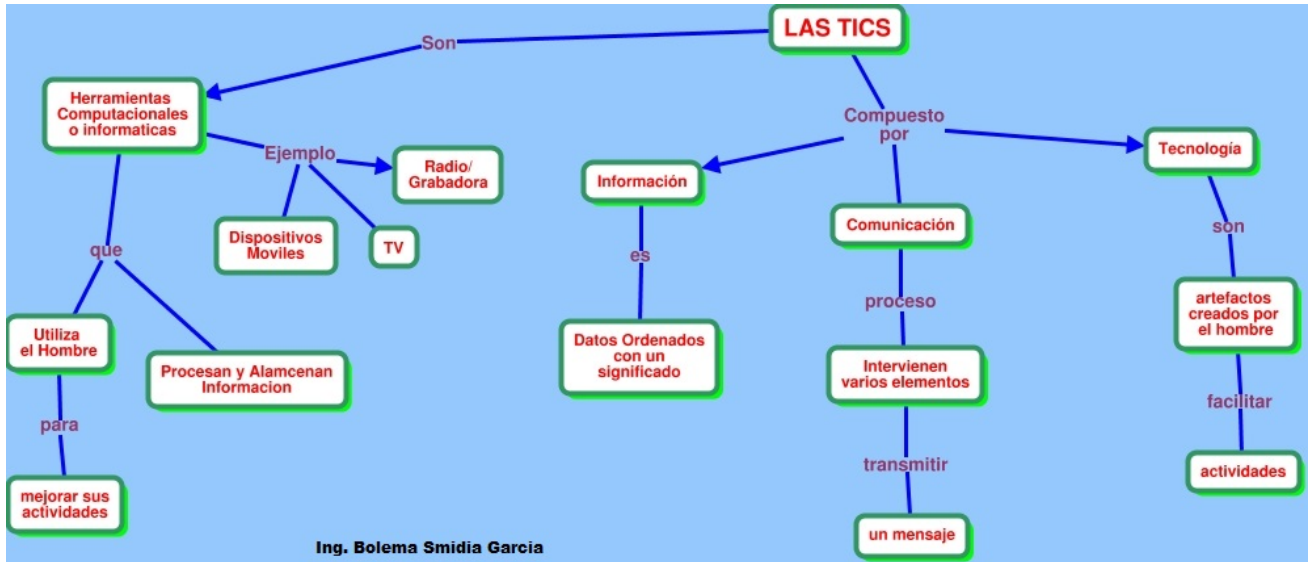 LAS TICS
Son
Herramientas
Computacionales
o informaticas
Ejemplo
Radio/
Grabadora
Dispositivos
Moviles
TV
que
Utiliza
el Hombre
Procesan y Alamcenan
Informacion
para
mejorar sus
actividades
Compuesto
por
Información
es
Datos Ordenados
con un
significado
Comunicación
proceso
Intervienen
varios elementos
transmitir
un mensaje
Tecnología
son
artefactos
creados por
el hombre
facilitar
actividades
Ing. Bolema Smidia Garcia